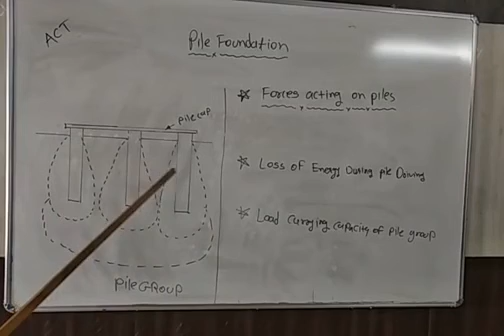 ACT
Pile Foundation
Forces acting on piles
Pile cap
Loss of Energy During pile Driving
Load carrying capacity of Pile group
PILE GROUP